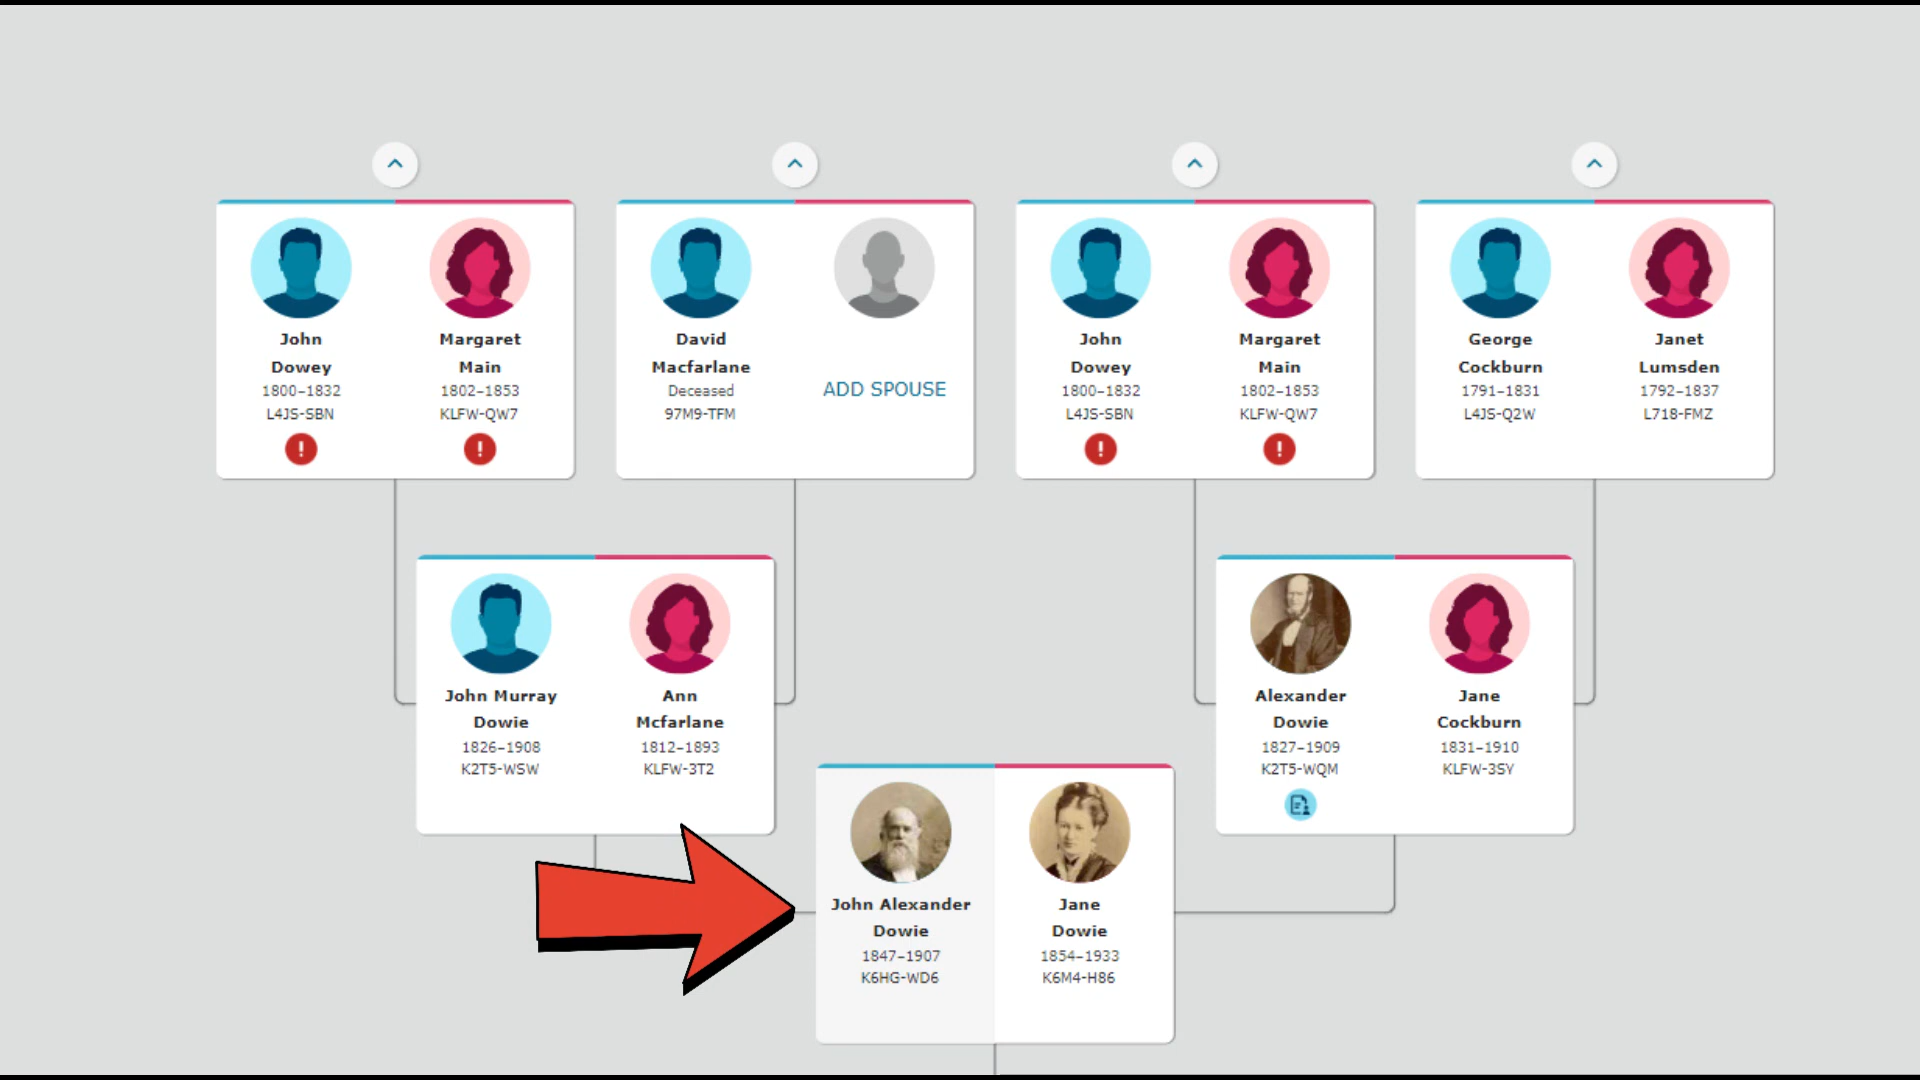 John
Dowey
1800–1832
L4JS-SBN
Margaret
Main
1802–1853
KLFW-QW7
David
Macfarlane
Deceased
97M9-TFM
ADD SPOUSE
John
Dowey
1800–1832
L4JS-SBN
Margaret
Main
1802–1853
KLFW-QW7
George
Cockburn
1791–1831
L4JS-Q2W
Janet
Lumsden
1792–1837
L718-FMZ
John Murray
Dowie
1826–1908
K2T5-WSW
Ann
Mcfarlane
1812–1893
KLFW-3T2
Alexander
Dowie
1827–1909
K2T5-WQM
Jane
Cockburn
1831–1910
KLFW-3SY
John Alexander
Dowie
1847–1907
K6HG-WD6
Jane
Dowie
1854–1933
K6M4-H86